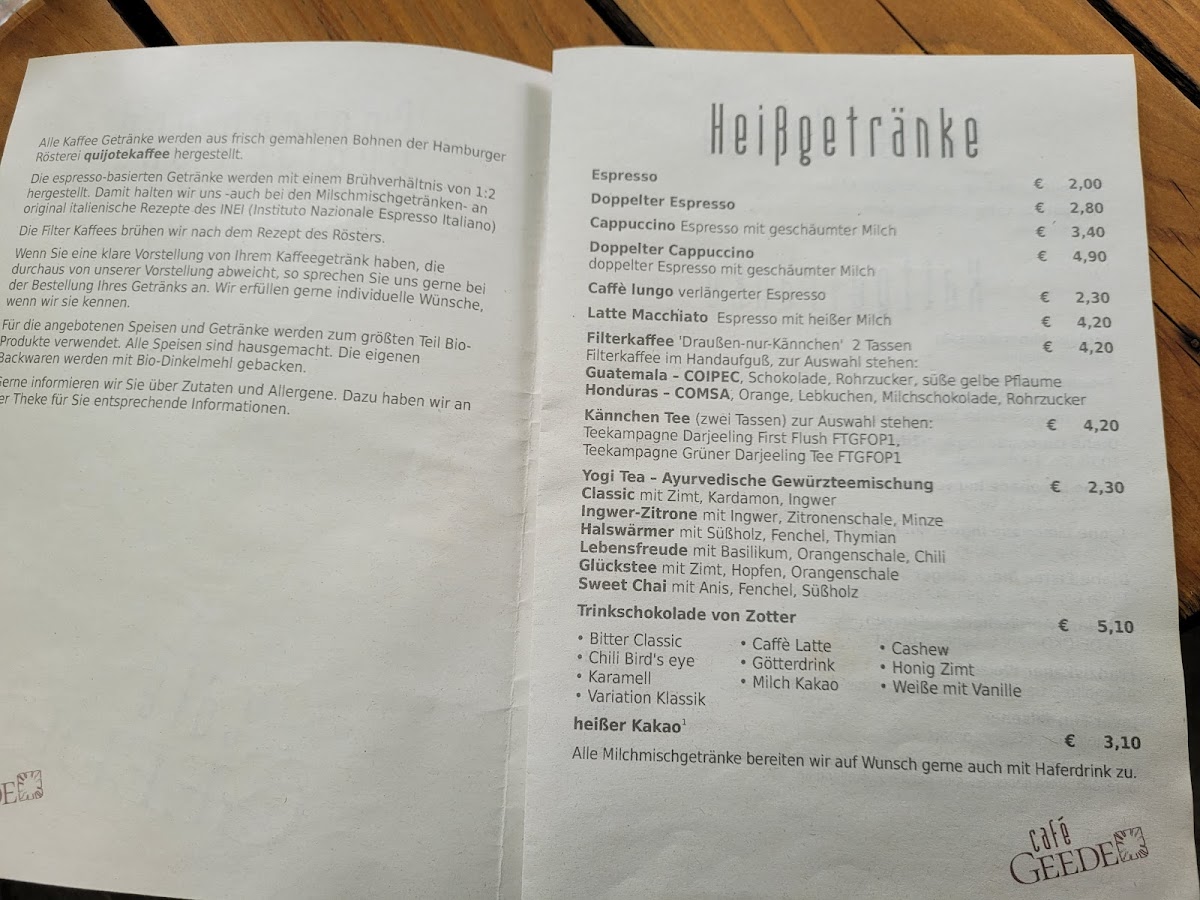 Alle Kaffee Getränke werden aus frisch gemahlenen Bohnen der Hamburger
Rösterei quijotekaffee hergestellt.
Die espresso-basierten Getränke werden mit einem Brühverhältnis von 1:2
hergestellt. Damit halten wir uns -auch bei den Milschmischgetränken- an
original italienische Rezepte des INEI (Instituto Nazionale Espresso Italiano)
Die Filter Kaffees brühen wir nach dem Rezept des Rösters.
Wenn Sie eine klare Vorstellung von Ihrem Kaffeegetränk haben, die
durchaus von unserer Vorstellung abweicht, so sprechen Sie uns gerne bei
der Bestellung Ihres Getränks an. Wir erfüllen gerne individuelle Wünsche,
wenn wir sie kennen.
Für die angebotenen Speisen und Getränke werden zum größten Teil Bio-
Produkte verwendet. Alle Speisen sind hausgemacht. Die eigenen
Backwaren werden mit Bio-Dinkelmehl gebacken.
Gerne informieren wir Sie über Zutaten und Allergene. Dazu haben wir an
er Theke für Sie entsprechende Informationen.
DE
Heißgetränke
Espresso € 2,00
Doppelter Espresso € 2,80
Cappuccino Espresso mit geschäumter Milch € 3,40
Doppelter Cappuccino € 4,90
doppelter Espresso mit geschäumter Milch
Caffè lungo verlängerter Espresso € 2,30
Latte Macchiato Espresso mit heißer Milch € 4,20
Filterkaffee 'Draußen-nur-Kännchen' 2 Tassen € 4,20
Filterkaffee im Handaufguß, zur Auswahl stehen:
Guatemala – COIPEC, Schokolade, Rohrzucker, süße gelbe Pflaume
Honduras – COMSA, Orange, Lebkuchen, Milchschokolade, Rohrzucker
Kännchen Tee (zwei Tassen) zur Auswahl stehen: € 4,20
Teekampagne Darjeeling First Flush FTGFOP1,
Teekampagne Grüner Darjeeling Tee FTGFOP1
Yogi Tea – Ayurvedische Gewürzteemischung € 2,30
Classic mit Zimt, Kardamon, Ingwer
Ingwer-Zitrone mit Ingwer, Zitronenschale, Minze
Halswärmer mit Süßholz, Fenchel, Thymian
Lebensfreude mit Basilikum, Orangenschale, Chili
Glückstee mit Zimt, Hopfen, Orangenschale
Sweet Chai mit Anis, Fenchel, Süßholz
Trinkschokolade von Zotter € 5,10
• Bitter Classic • Caffè Latte • Cashew
• Chili Bird's eye • Götterdrink • Honig Zimt
• Karamell • Milch Kakao • Weiße mit Vanille
• Variation Klassik
heißer Kakao¹ € 3,10
Alle Milchmischgetränke bereiten wir auf Wunsch gerne auch mit Haferdrink zu.
café
GEEDE